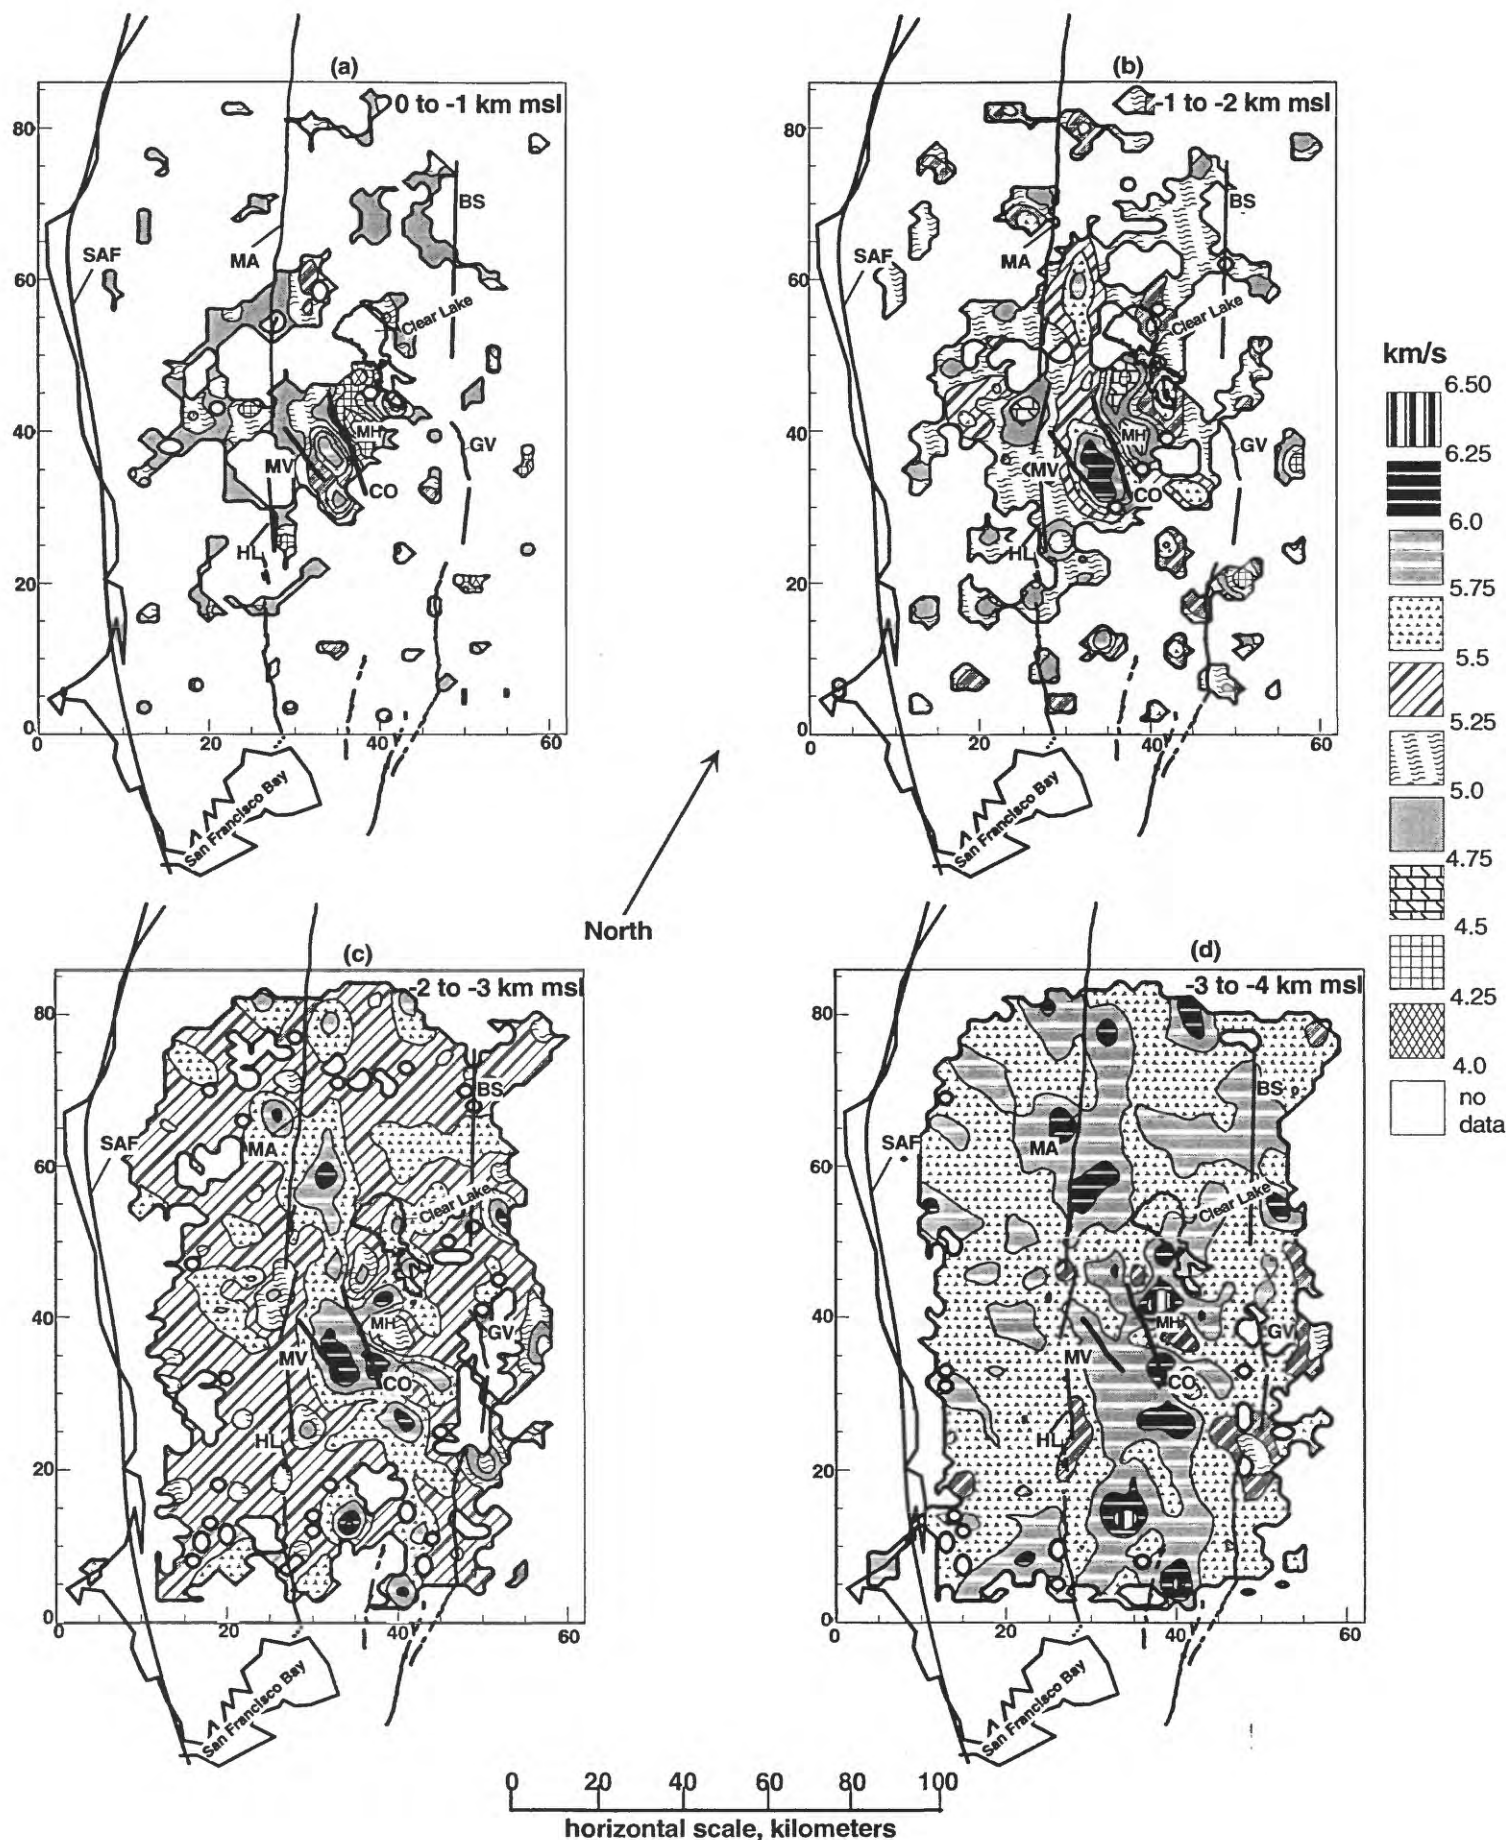 (a)
0 to -1 km msl
80
60
40
20
0
0
20
40
60
SAF
MA
BS
Clear Lake
MH
GV
MV
CO
HL
San Francisco Bay
(b)
-1 to -2 km msl
80
60
40
20
0
0
20
40
60
SAF
MA
BS
Clear Lake
MH
GV
MV
CO
HL
San Francisco Bay
km/s
6.50
6.25
6.0
5.75
5.5
5.25
5.0
4.75
4.5
4.25
4.0
no
data
North
(c)
-2 to -3 km msl
80
60
40
20
0
0
20
40
60
SAF
MA
BS
Clear Lake
MH
GV
MV
CO
HL
San Francisco Bay
(d)
-3 to -4 km msl
80
60
40
20
0
0
20
40
60
SAF
MA
BS
Clear Lake
MH
GV
MV
CO
HL
San Francisco Bay
0 20 40 60 80 100
horizontal scale, kilometers